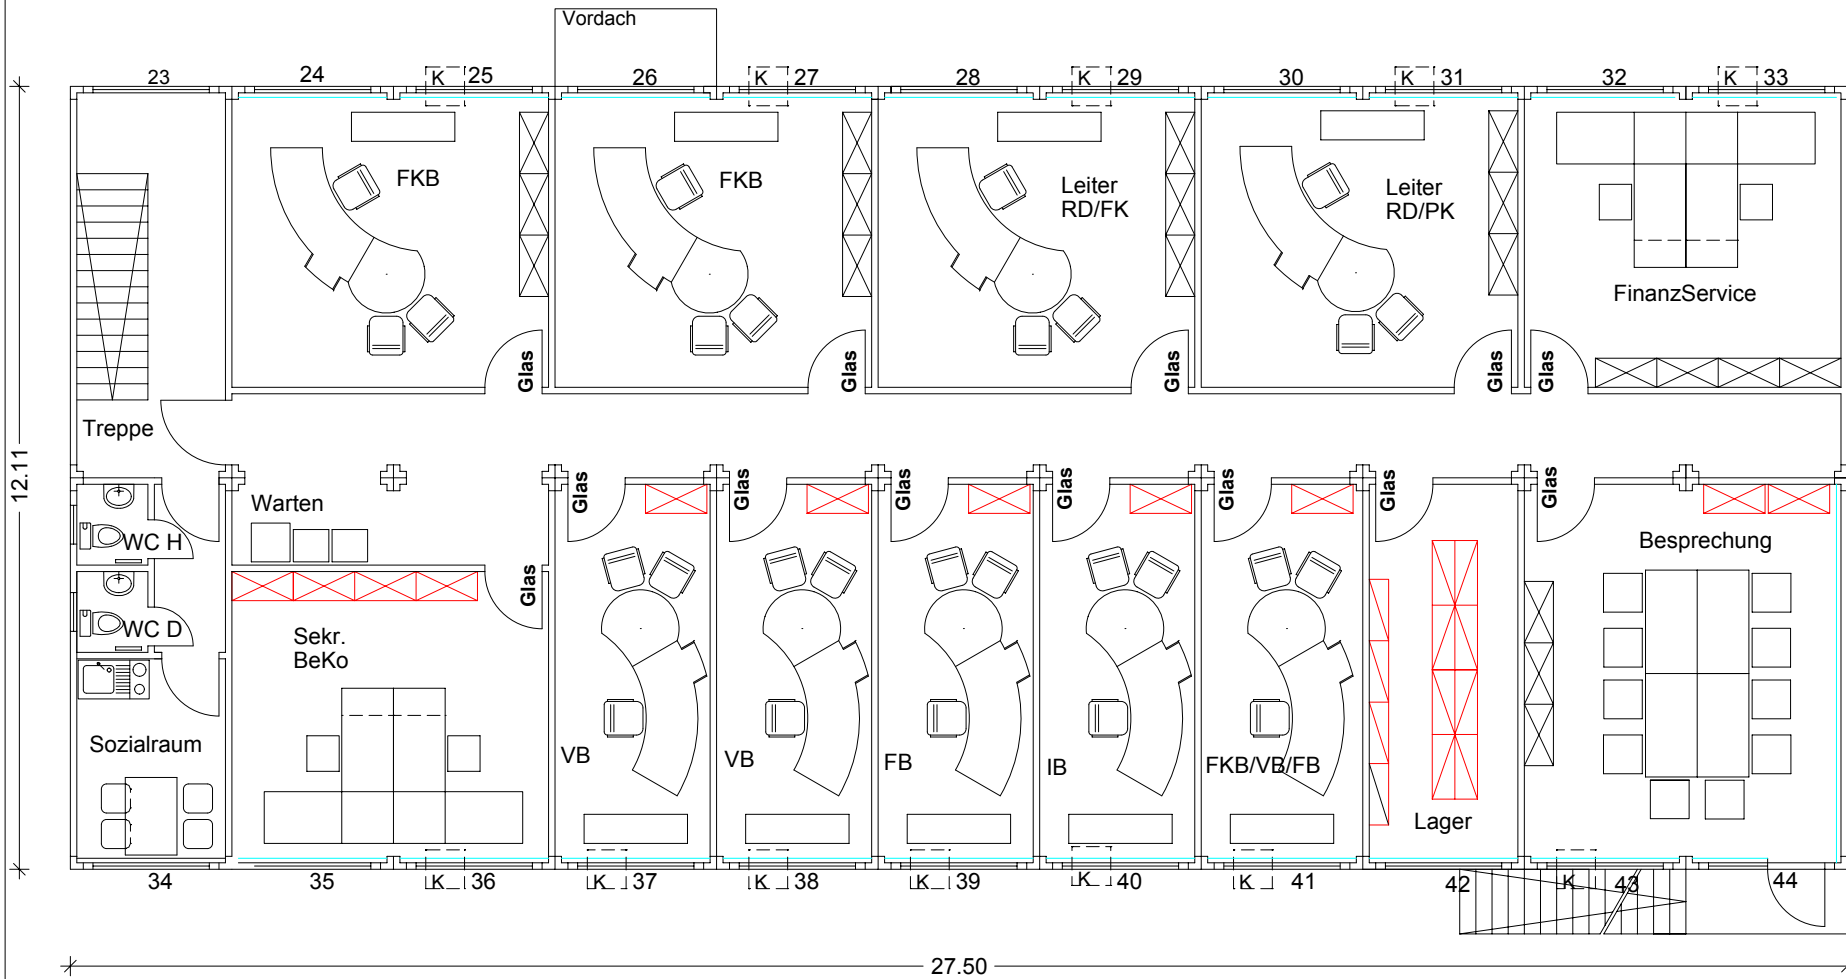 Vordach
23
24
K 25
26
K 27
28
K 29
30
K 31
32
K 33
FKB
FKB
Leiter
RD/FK
Leiter
RD/PK
FinanzService
Glas
Glas
Glas
Glas
Glas
Treppe
12.11
Warten
Glas
Glas
Glas
Glas
Glas
Glas
Glas
WC H
WC D
Glas
Sekr.
BeKo
Besprechung
Sozialraum
VB
VB
FB
IB
FKB/VB/FB
Lager
34
35
K 36
K 37
K 38
K 39
K 40
K 41
42
K 43
44
27.50